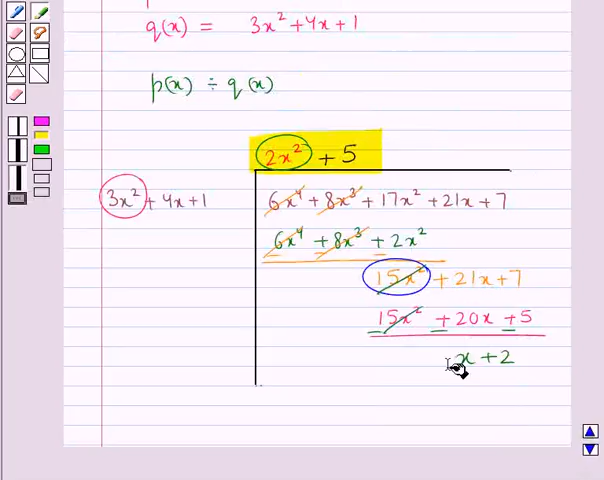 q(x) = 3x² + 4x + 1
p(x) ÷ q(x)
2x² + 5
3x² + 4x + 1
6x⁴ + 8x³ + 17x² + 21x + 7
6x⁴ + 8x³ + 2x²
15x² + 21x + 7
15x² + 20x + 5
x + 2